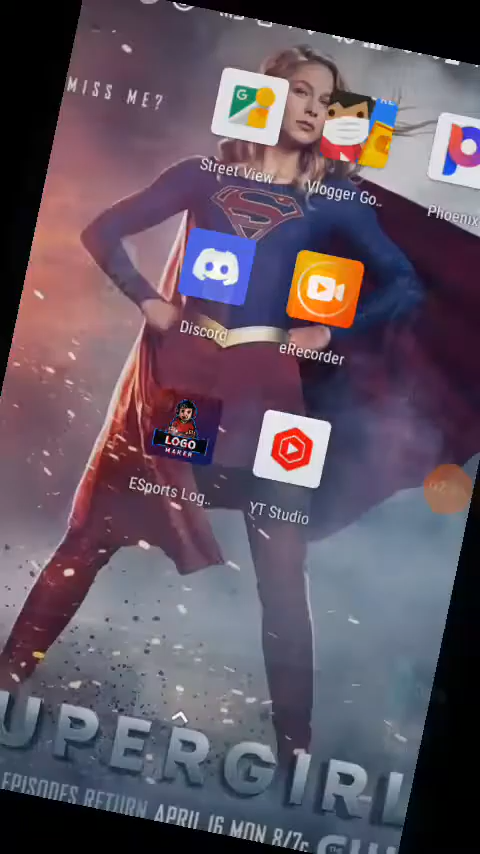 MISS ME?
Street View
Vlogger Go..
Phoenix
Discord
eRecorder
LOGO
MAKER
ESports Log..
YT Studio
UPERGIRL
EPISODES RETURN APRIL 16 MON 8/7c
THE